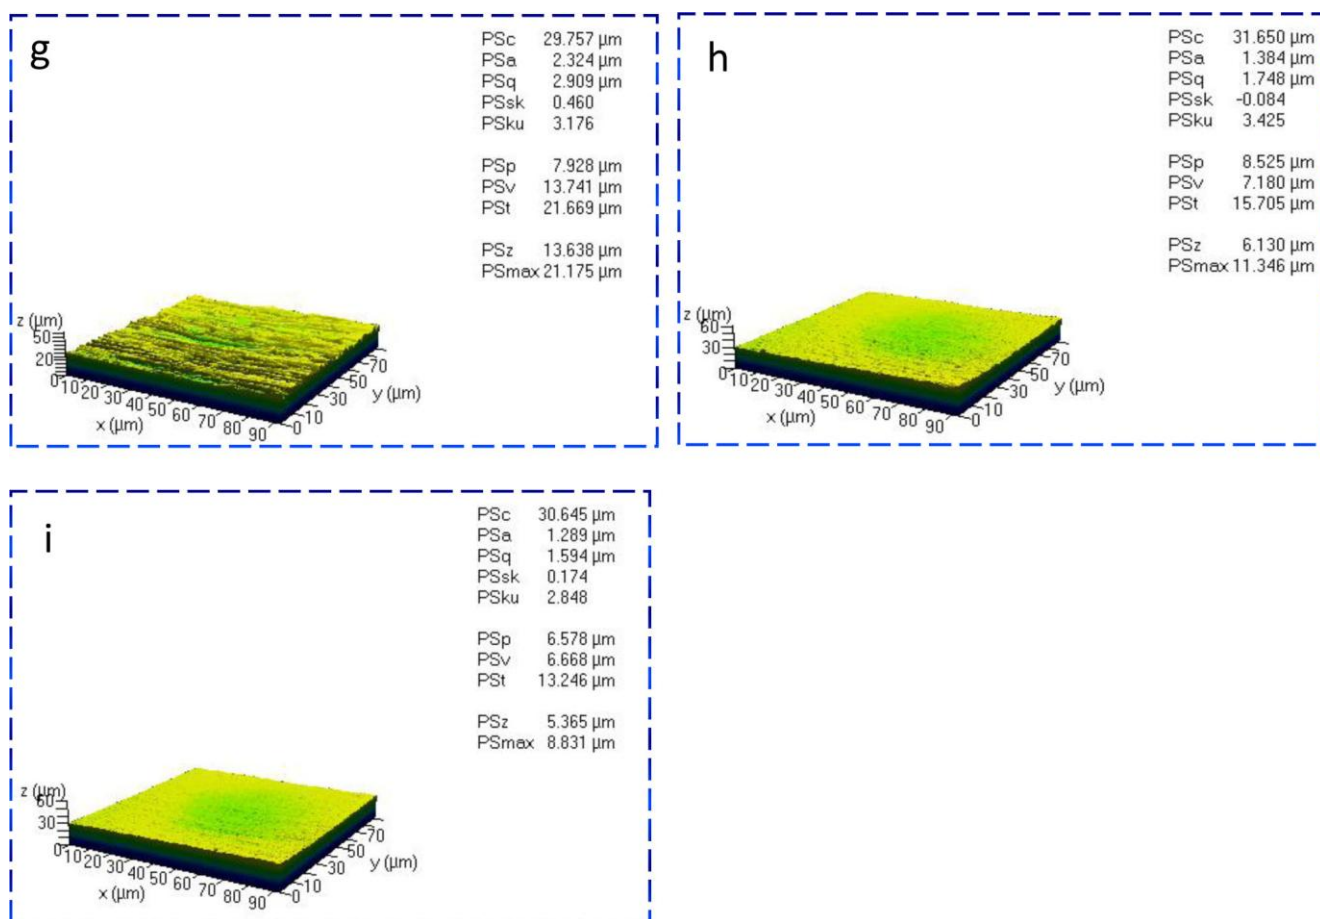 g
PSc 29.757 µm
PSa 2.324 µm
PSq 2.909 µm
PSsk 0.460
PSku 3.176
PSp 7.928 µm
PSv 13.741 µm
PSt 21.669 µm
PSz 13.638 µm
PSmax 21.175 µm
z (µm)
50
20
0
10 20 30 40 50 60 70 80 90
x (µm)
0 10 30 50 70
y (µm)
h
PSc 31.650 µm
PSa 1.384 µm
PSq 1.748 µm
PSsk -0.084
PSku 3.425
PSp 8.525 µm
PSv 7.180 µm
PSt 15.705 µm
PSz 6.130 µm
PSmax 11.346 µm
z (µm)
60
30
0
10 20 30 40 50 60 70 80 90
x (µm)
0 10 30 50 70
y (µm)
i
PSc 30.645 µm
PSa 1.289 µm
PSq 1.594 µm
PSsk 0.174
PSku 2.848
PSp 6.578 µm
PSv 6.668 µm
PSt 13.246 µm
PSz 5.365 µm
PSmax 8.831 µm
z (µm)
60
30
0
10 20 30 40 50 60 70 80 90
x (µm)
0 10 30 50 70
y (µm)